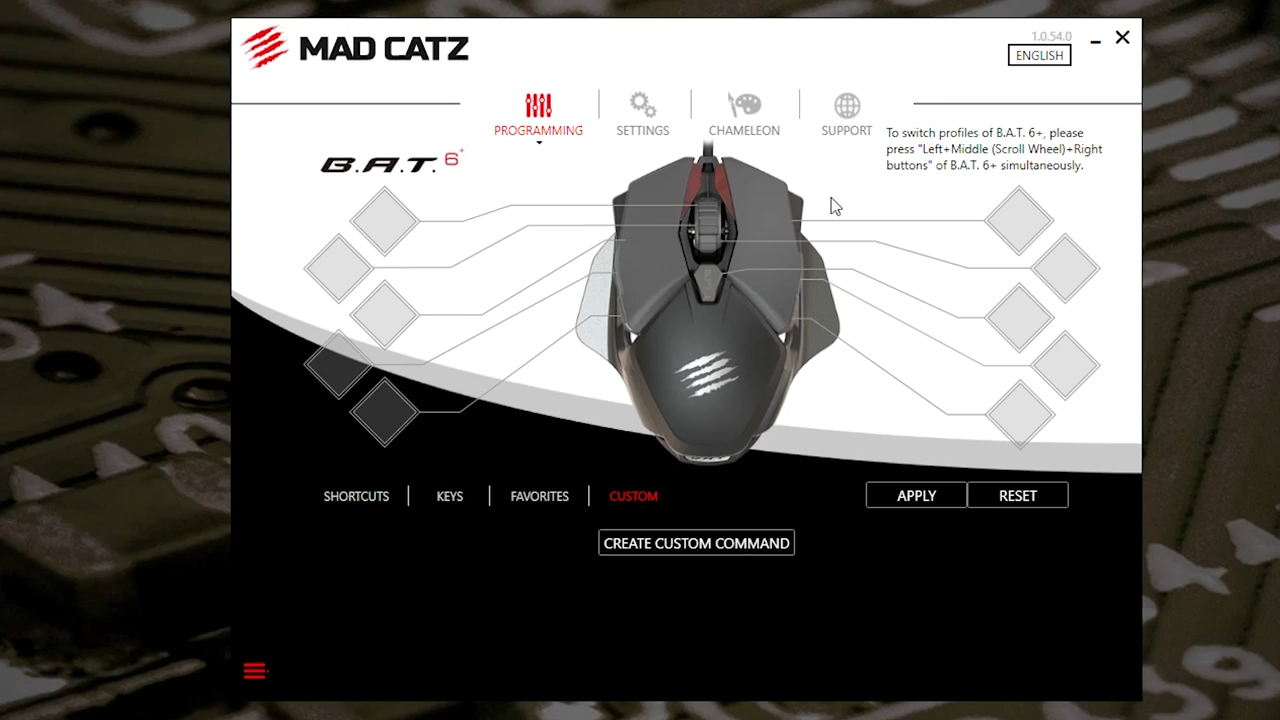 MAD CATZ
1.0.54.0
ENGLISH
PROGRAMMING
SETTINGS
CHAMELEON
SUPPORT
To switch profiles of B.A.T. 6+, please
press "Left+Middle (Scroll Wheel)+Right
buttons" of B.A.T. 6+ simultaneously.
B.A.T. 6+
SHORTCUTS
KEYS
FAVORITES
CUSTOM
APPLY
RESET
CREATE CUSTOM COMMAND